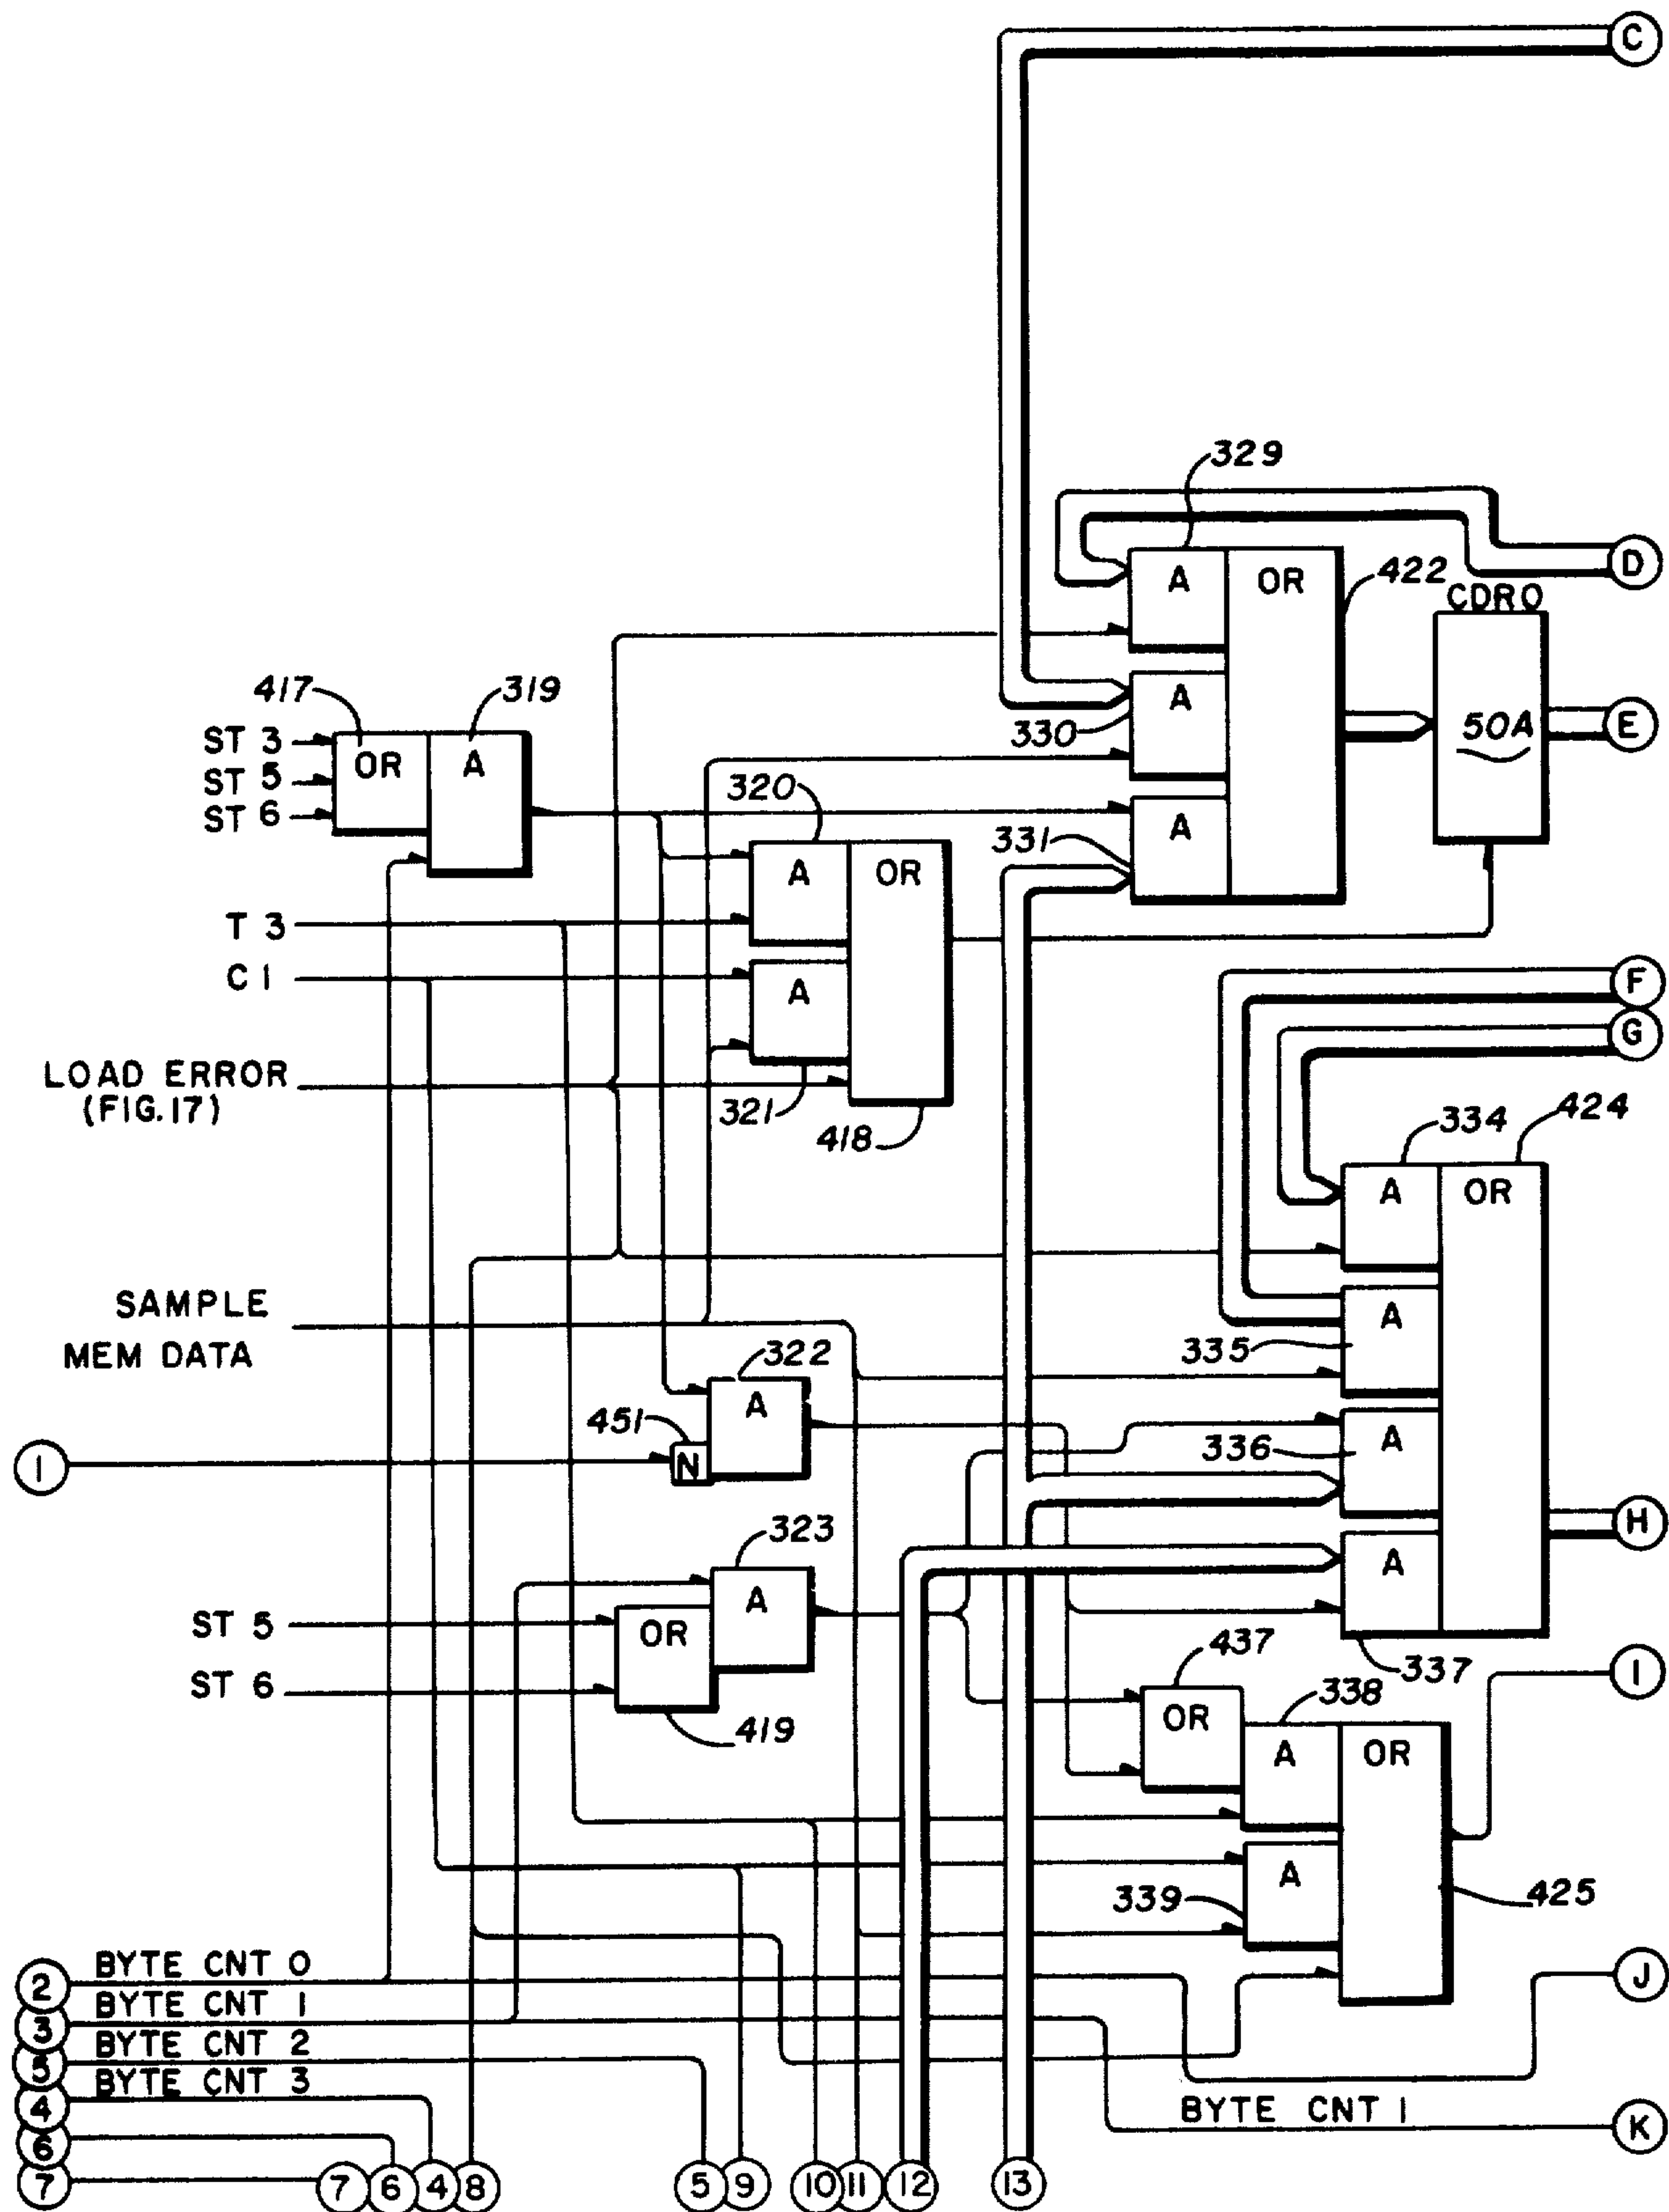 C
329
D
A
OR
422
CDR0
417
319
A
ST 3
OR
A
330
50A
E
ST 5
320
ST 6
A
331
A
OR
T 3
F
C 1
A
G
LOAD ERROR
(FIG.17)
321
418
334
424
A
OR
SAMPLE
MEM DATA
322
A
335
451
A
A
336
1
N
323
H
A
A
ST 5
OR
437
ST 6
337
I
419
OR
338
A
OR
A
339
425
2 BYTE CNT 0
J
3 BYTE CNT 1
5 BYTE CNT 2
4 BYTE CNT 3
BYTE CNT 1
K
6
7
7 6 4 8 5 9 10 11 12 13